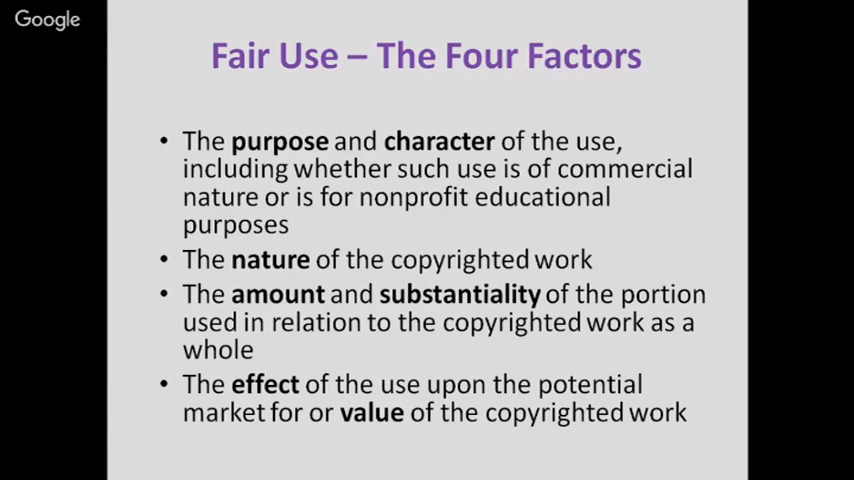 Google
Fair Use – The Four Factors
• The purpose and character of the use,
including whether such use is of commercial
nature or is for nonprofit educational
purposes
• The nature of the copyrighted work
• The amount and substantiality of the portion
used in relation to the copyrighted work as a
whole
• The effect of the use upon the potential
market for or value of the copyrighted work